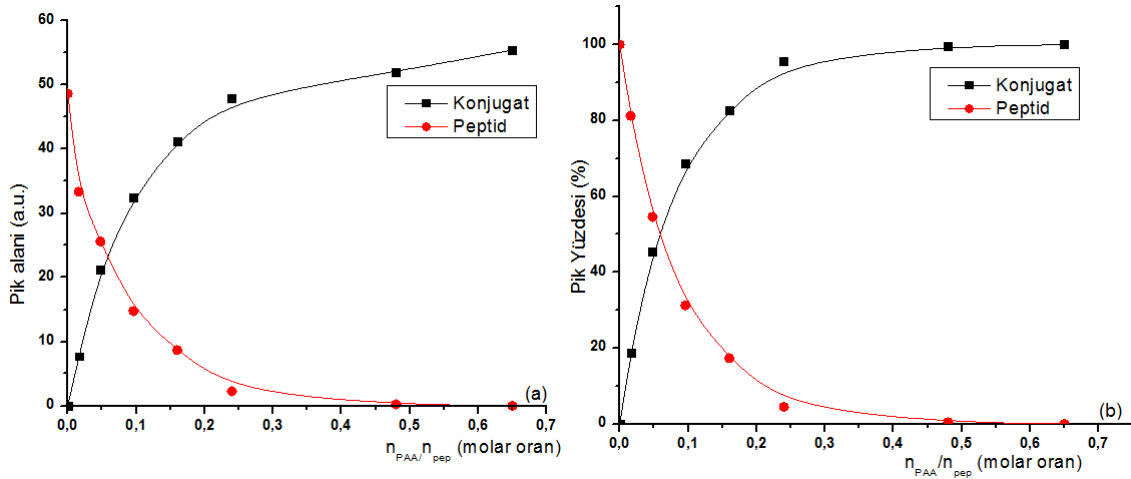 60
50
40
30
20
10
0
Pik alani (a.u.)
Konjugat
Peptid
(a)
0,0 0,1 0,2 0,3 0,4 0,5 0,6 0,7
nPAA/npep (molar oran)
100
80
60
40
20
0
Pik Yüzdesi (%)
Konjugat
Peptid
(b)
0,0 0,1 0,2 0,3 0,4 0,5 0,6 0,7
nPAA/npep (molar oran)